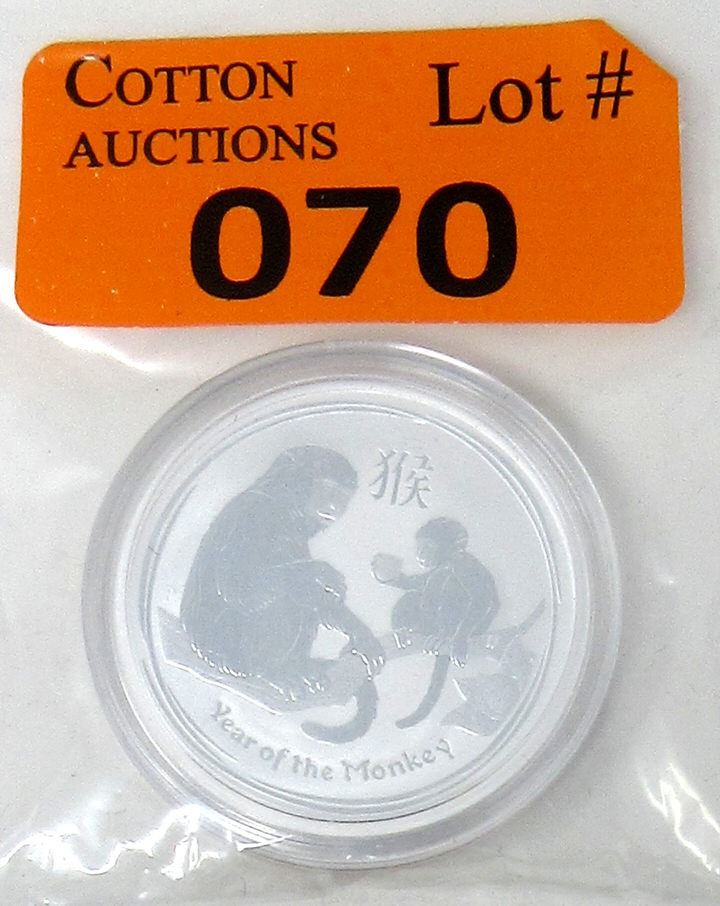 COTTON
AUCTIONS
Lot #
070
猴
Year of the Monkey